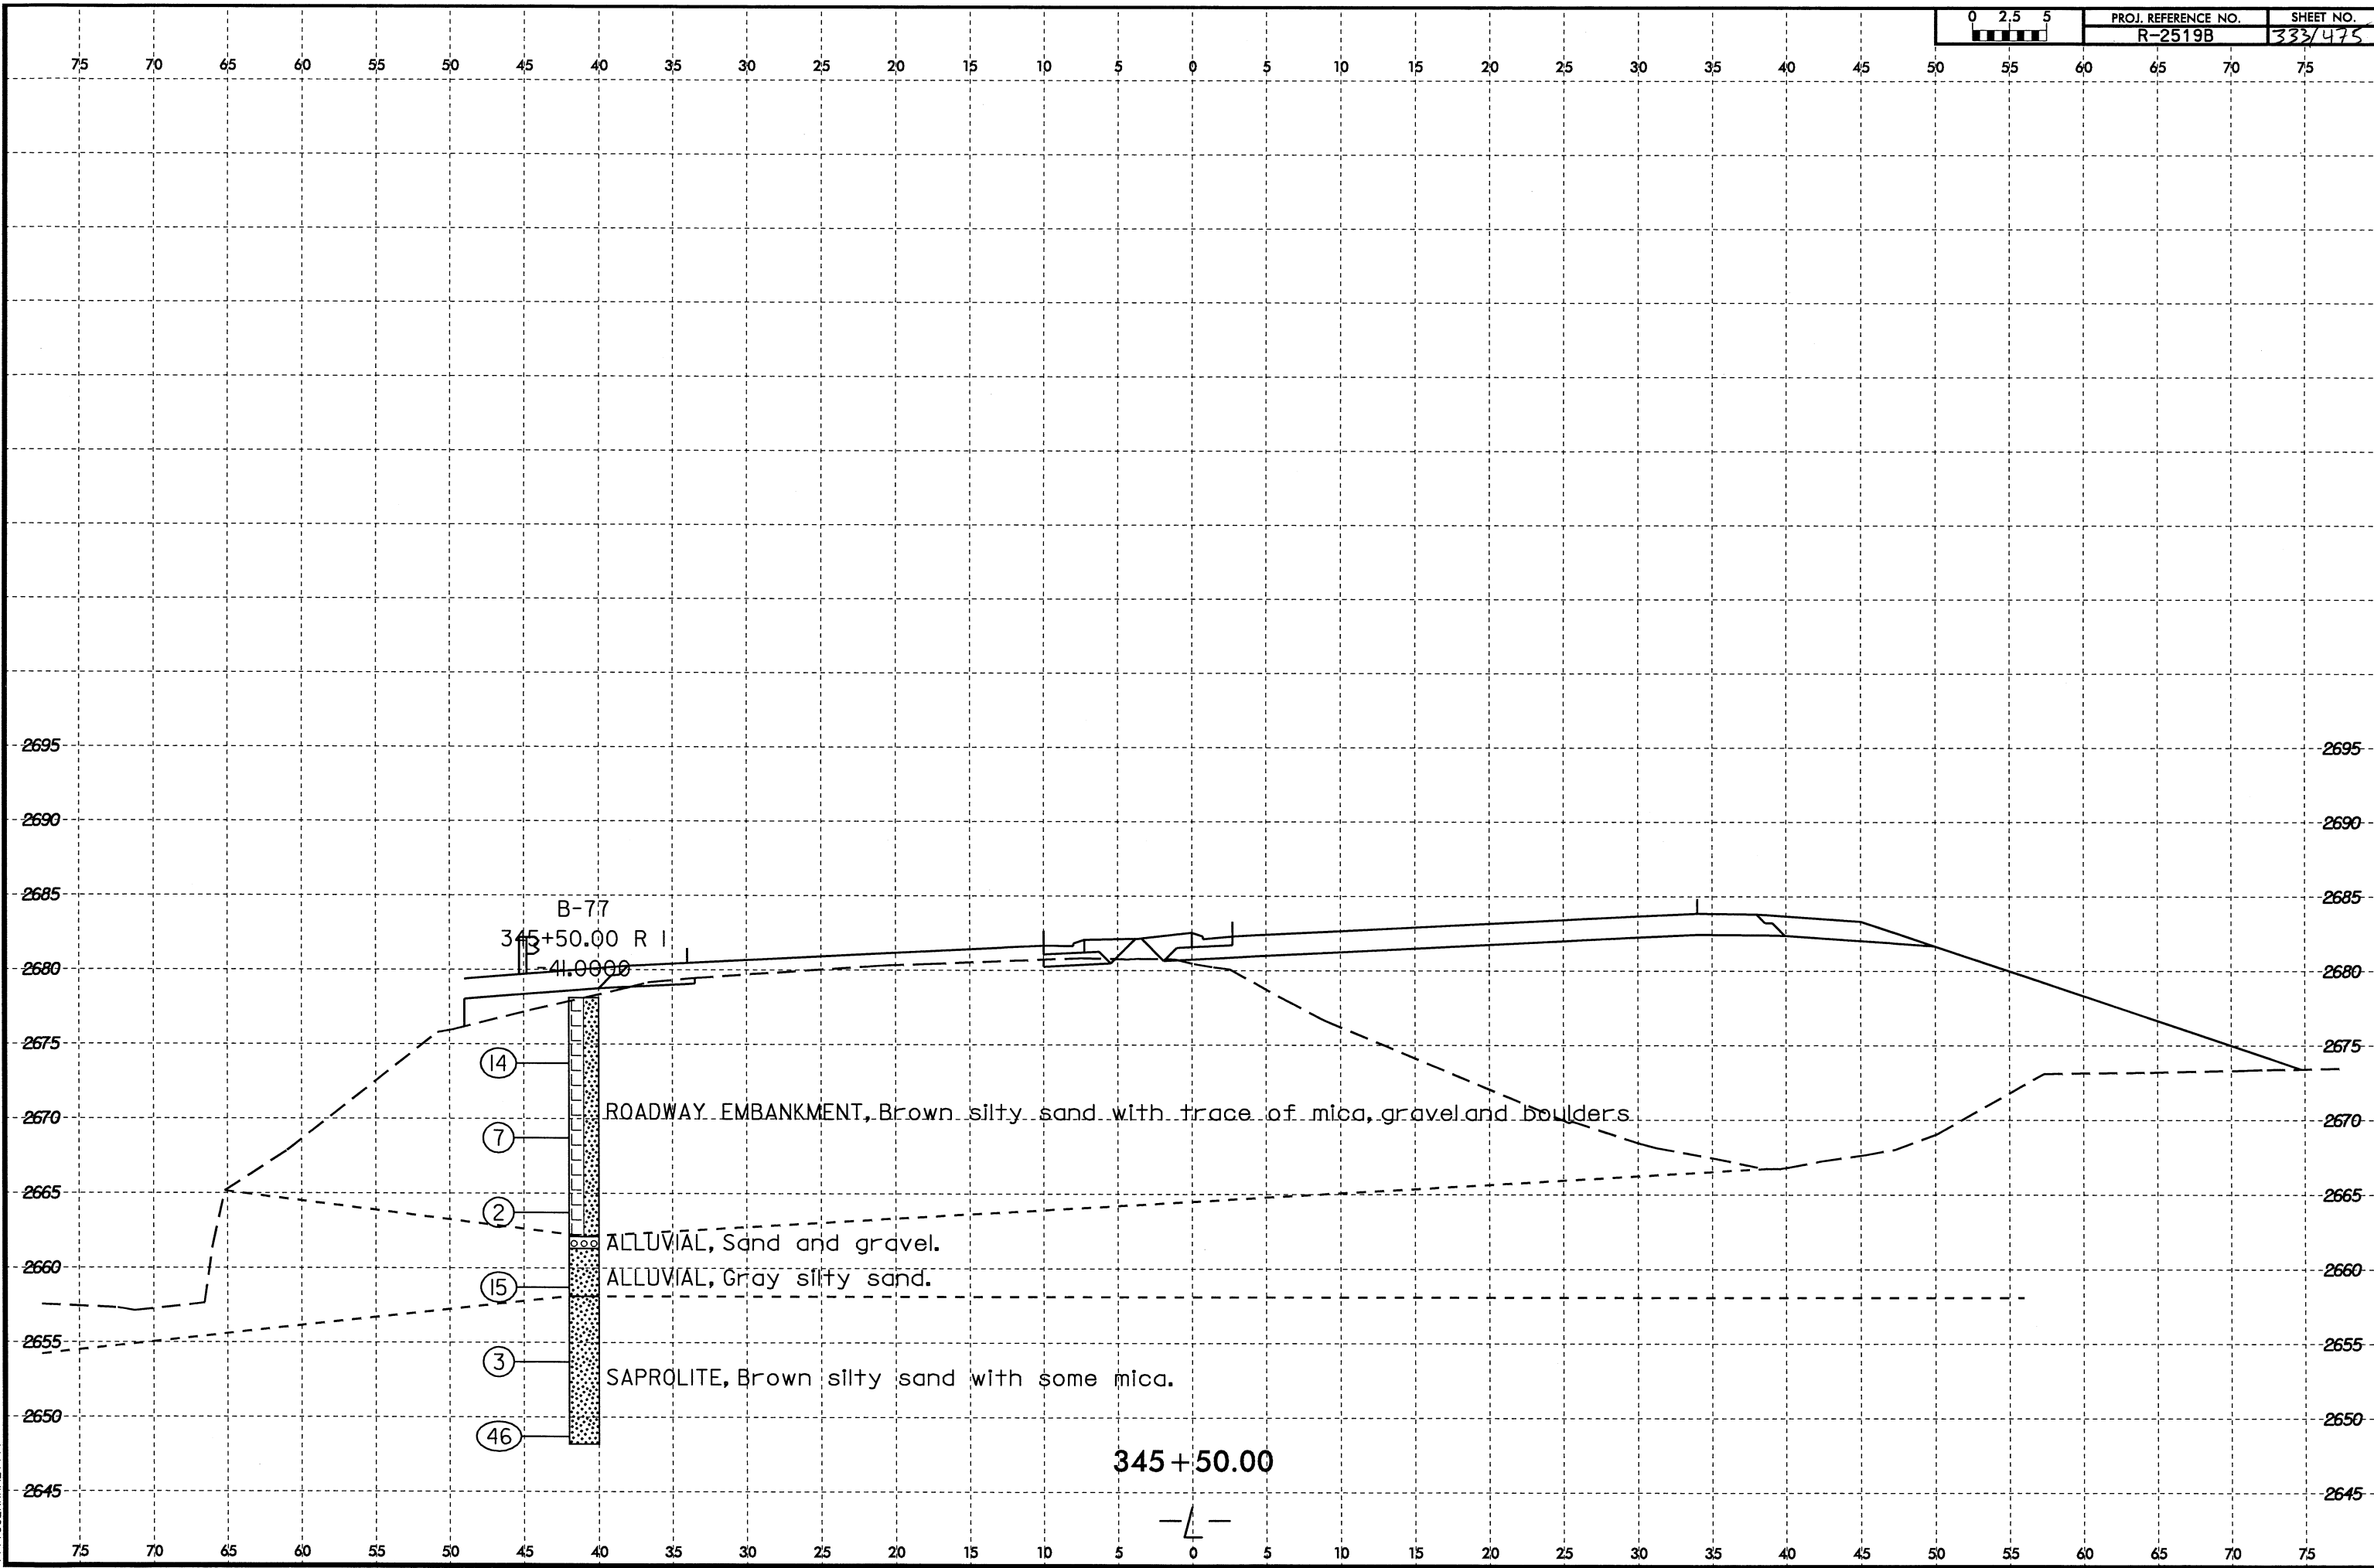 0 2.5 5 PROJ. REFERENCE NO. SHEET NO.
R-2519B 333/475
75 70 65 60 55 50 45 40 35 30 25 20 15 10 5 0 5 10 15 20 25 30 35 40 45 50 55 60 65 70 75
2695 2695
2690 2690
2685 2685
B-77
345+50.00 R 1
-41.0000
2680 2680
2675 2675
14
2670 ROADWAY EMBANKMENT, Brown silty sand with trace of mica, gravel and boulders 2670
7
2665 2665
2
ALLUVIAL, Sand and gravel.
2660 2660
ALLUVIAL, Gray silty sand.
15
2655 2655
3
SAPROLITE, Brown silty sand with some mica.
2650 2650
46
345+50.00
2645 2645
-L-
75 70 65 60 55 50 45 40 35 30 25 20 15 10 5 0 5 10 15 20 25 30 35 40 45 50 55 60 65 70 75